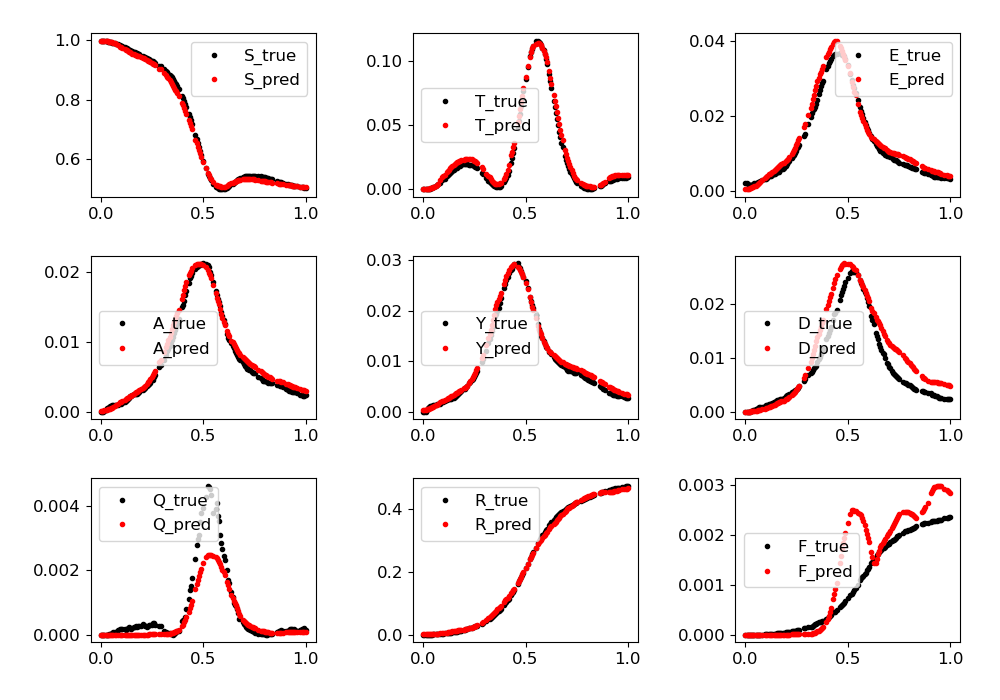 1.0
0.8
0.6
0.0 0.5 1.0
S_true
S_pred
0.10
0.05
0.00
0.0 0.5 1.0
T_true
T_pred
0.04
0.02
0.00
0.0 0.5 1.0
E_true
E_pred
0.02
0.01
0.00
0.0 0.5 1.0
A_true
A_pred
0.03
0.02
0.01
0.00
0.0 0.5 1.0
Y_true
Y_pred
0.02
0.01
0.00
0.0 0.5 1.0
D_true
D_pred
0.004
0.002
0.000
0.0 0.5 1.0
Q_true
Q_pred
0.4
0.2
0.0
0.0 0.5 1.0
R_true
R_pred
0.003
0.002
0.001
0.000
0.0 0.5 1.0
F_true
F_pred